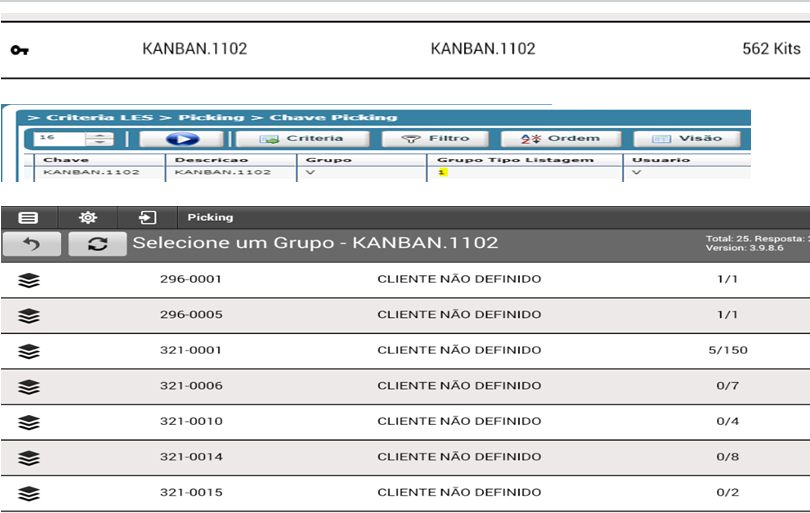 KANBAN.1102 KANBAN.1102 562 Kits
> Criteria LES > Picking > Chave Picking
16 Criteria Filtro Ordem Visão
Chave Descricao Grupo Grupo Tipo Listagem Usuario
KANBAN.1102 KANBAN.1102 V 1 V
Picking
Selecione um Grupo - KANBAN.1102 Total: 25. Resposta:
Version: 3.9.8.6
296-0001 CLIENTE NÃO DEFINIDO 1/1
296-0005 CLIENTE NÃO DEFINIDO 1/1
321-0001 CLIENTE NÃO DEFINIDO 5/150
321-0006 CLIENTE NÃO DEFINIDO 0/7
321-0010 CLIENTE NÃO DEFINIDO 0/4
321-0014 CLIENTE NÃO DEFINIDO 0/8
321-0015 CLIENTE NÃO DEFINIDO 0/2